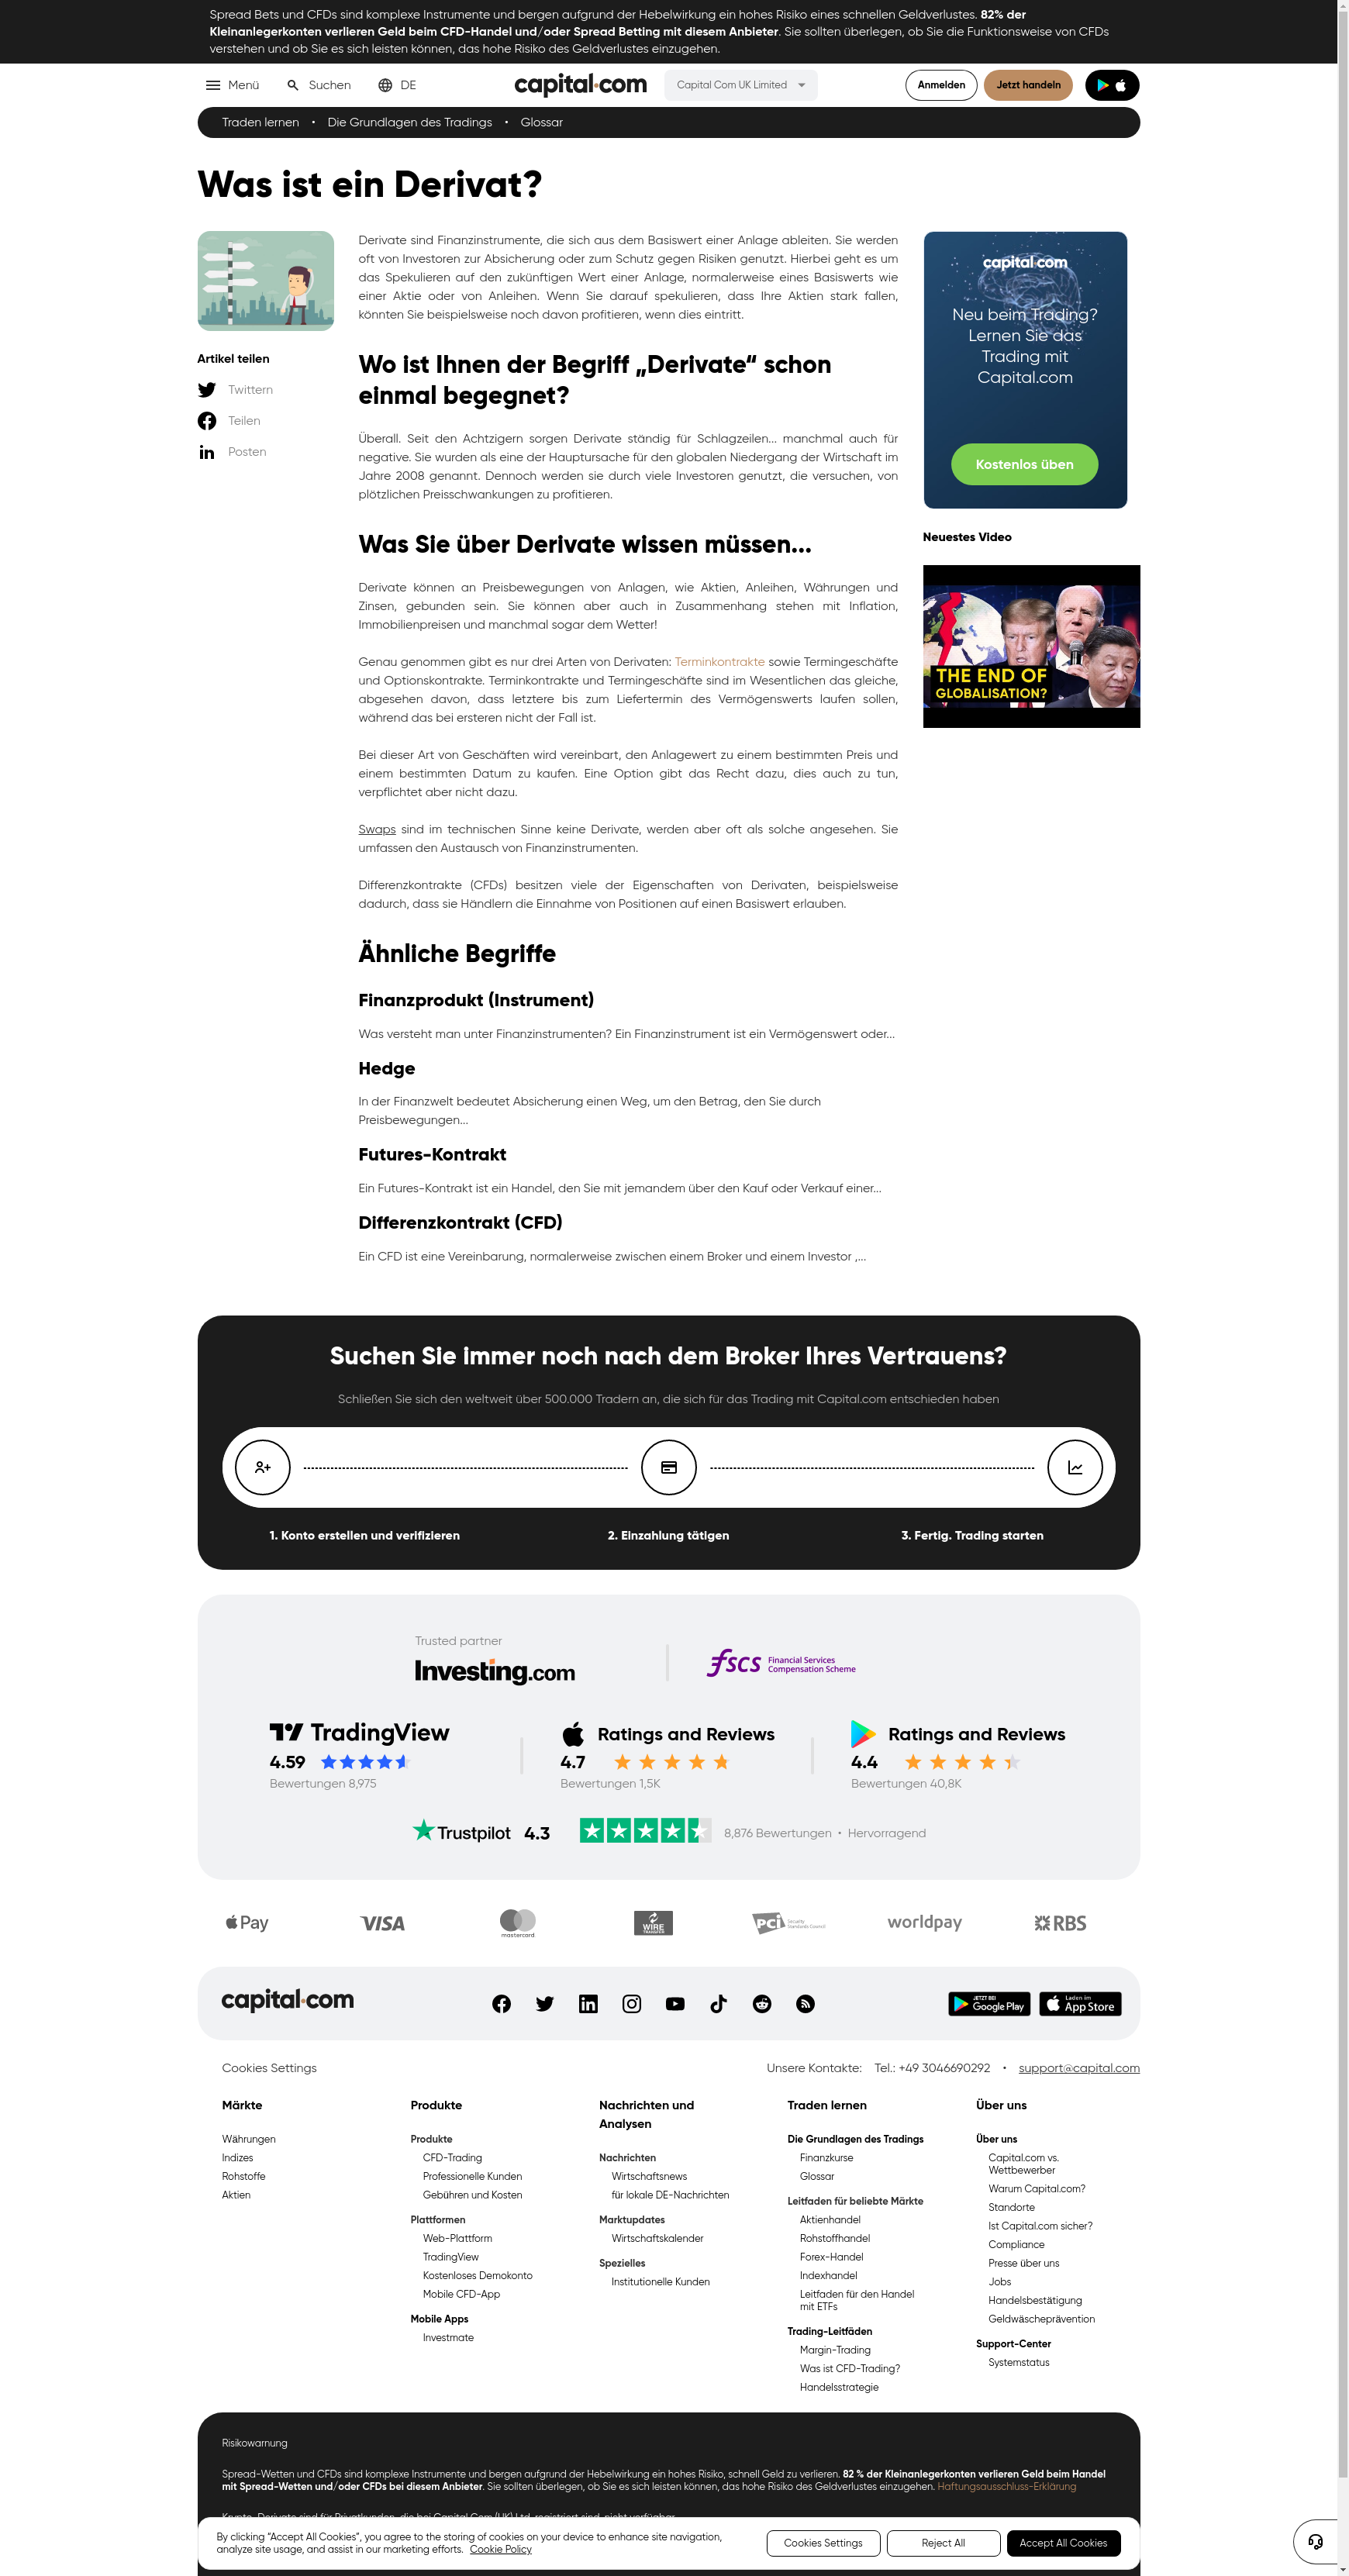 Spread Bets und CFDs sind komplexe Instrumente und bergen aufgrund der Hebelwirkung ein hohes Risiko eines schnellen Geldverlustes. 82% der
Kleinanlegerkonten verlieren Geld beim CFD-Handel und/oder Spread Betting mit diesem Anbieter. Sie sollten überlegen, ob Sie die Funktionsweise von CFDs
verstehen und ob Sie es sich leisten können, das hohe Risiko des Geldverlustes einzugehen.
Menü Suchen DE capital.com Capital Com UK Limited Anmelden Jetzt handeln
Traden lernen • Die Grundlagen des Tradings • Glossar
Was ist ein Derivat?
Derivate sind Finanzinstrumente, die sich aus dem Basiswert einer Anlage ableiten. Sie werden
oft von Investoren zur Absicherung oder zum Schutz gegen Risiken genutzt. Hierbei geht es um
das Spekulieren auf den zukünftigen Wert einer Anlage, normalerweise eines Basiswerts wie
einer Aktie oder von Anleihen. Wenn Sie darauf spekulieren, dass Ihre Aktien stark fallen,
könnten Sie beispielsweise noch davon profitieren, wenn dies eintritt.
Artikel teilen
Twittern
Teilen
Posten
Wo ist Ihnen der Begriff „Derivate“ schon
einmal begegnet?
Überall. Seit den Achtzigern sorgen Derivate ständig für Schlagzeilen... manchmal auch für
negative. Sie wurden als eine der Hauptursache für den globalen Niedergang der Wirtschaft im
Jahre 2008 genannt. Dennoch werden sie durch viele Investoren genutzt, die versuchen, von
plötzlichen Preisschwankungen zu profitieren.
Was Sie über Derivate wissen müssen...
Derivate können an Preisbewegungen von Anlagen, wie Aktien, Anleihen, Währungen und
Zinsen, gebunden sein. Sie können aber auch in Zusammenhang stehen mit Inflation,
Immobilienpreisen und manchmal sogar dem Wetter!
Genau genommen gibt es nur drei Arten von Derivaten: Terminkontrakte sowie Termingeschäfte
und Optionskontrakte. Terminkontrakte und Termingeschäfte sind im Wesentlichen das gleiche,
abgesehen davon, dass letztere bis zum Liefertermin des Vermögenswerts laufen sollen,
während das bei ersteren nicht der Fall ist.
Bei dieser Art von Geschäften wird vereinbart, den Anlagewert zu einem bestimmten Preis und
einem bestimmten Datum zu kaufen. Eine Option gibt das Recht dazu, dies auch zu tun,
verpflichtet aber nicht dazu.
Swaps sind im technischen Sinne keine Derivate, werden aber oft als solche angesehen. Sie
umfassen den Austausch von Finanzinstrumenten.
Differenzkontrakte (CFDs) besitzen viele der Eigenschaften von Derivaten, beispielsweise
dadurch, dass sie Händlern die Einnahme von Positionen auf einen Basiswert erlauben.
Ähnliche Begriffe
Finanzprodukt (Instrument)
Was versteht man unter Finanzinstrumenten? Ein Finanzinstrument ist ein Vermögenswert oder...
Hedge
In der Finanzwelt bedeutet Absicherung einen Weg, um den Betrag, den Sie durch
Preisbewegungen...
Futures-Kontrakt
Ein Futures-Kontrakt ist ein Handel, den Sie mit jemandem über den Kauf oder Verkauf einer...
Differenzkontrakt (CFD)
Ein CFD ist eine Vereinbarung, normalerweise zwischen einem Broker und einem Investor ,...
capital.com
Neu beim Trading?
Lernen Sie das
Trading mit
Capital.com
Kostenlos üben
Neuestes Video
THE END OF
GLOBALISATION?
Suchen Sie immer noch nach dem Broker Ihres Vertrauens?
Schließen Sie sich den weltweit über 500.000 Tradern an, die sich für das Trading mit Capital.com entschieden haben
1. Konto erstellen und verifizieren 2. Einzahlung tätigen 3. Fertig. Trading starten
Trusted partner
Investing.com
fscs Financial Services
Compensation Scheme
TradingView
4.59
Bewertungen 8,975
Ratings and Reviews
4.7
Bewertungen 1,5K
Ratings and Reviews
4.4
Bewertungen 40,8K
Trustpilot 4.3 8,876 Bewertungen • Hervorragend
Pay VISA mastercard WIRE TRANSFER PCI Security Standards Council worldpay RBS
capital.com
JETZT BEI
Google Play
Laden im
App Store
Cookies Settings
Unsere Kontakte: Tel.: +49 3046690292 • support@capital.com
Märkte
Währungen
Indizes
Rohstoffe
Aktien
Produkte
Produkte
CFD-Trading
Professionelle Kunden
Gebühren und Kosten
Plattformen
Web-Plattform
TradingView
Kostenloses Demokonto
Mobile CFD-App
Mobile Apps
Investmate
Nachrichten und
Analysen
Nachrichten
Wirtschaftsnews
für lokale DE-Nachrichten
Marktupdates
Wirtschaftskalender
Spezielles
Institutionelle Kunden
Traden lernen
Die Grundlagen des Tradings
Finanzkurse
Glossar
Leitfaden für beliebte Märkte
Aktienhandel
Rohstoffhandel
Forex-Handel
Indexhandel
Leitfaden für den Handel
mit ETFs
Trading-Leitfäden
Margin-Trading
Was ist CFD-Trading?
Handelsstrategie
Über uns
Über uns
Capital.com vs.
Wettbewerber
Warum Capital.com?
Standorte
Ist Capital.com sicher?
Compliance
Presse über uns
Jobs
Handelsbestätigung
Geldwäscheprävention
Support-Center
Systemstatus
Risikowarnung
Spread-Wetten und CFDs sind komplexe Instrumente und bergen aufgrund der Hebelwirkung ein hohes Risiko, schnell Geld zu verlieren. 82 % der Kleinanlegerkonten verlieren Geld beim Handel
mit Spread-Wetten und/oder CFDs bei diesem Anbieter. Sie sollten überlegen, ob Sie es sich leisten können, das hohe Risiko des Geldverlustes einzugehen. Haftungsausschluss-Erklärung
Krypto-Derivate sind für Privatkunden, die bei Capital Com (UK) Ltd. registriert sind, nicht verfügbar.
By clicking “Accept All Cookies”, you agree to the storing of cookies on your device to enhance site navigation,
analyze site usage, and assist in our marketing efforts. Cookie Policy
Cookies Settings Reject All Accept All Cookies